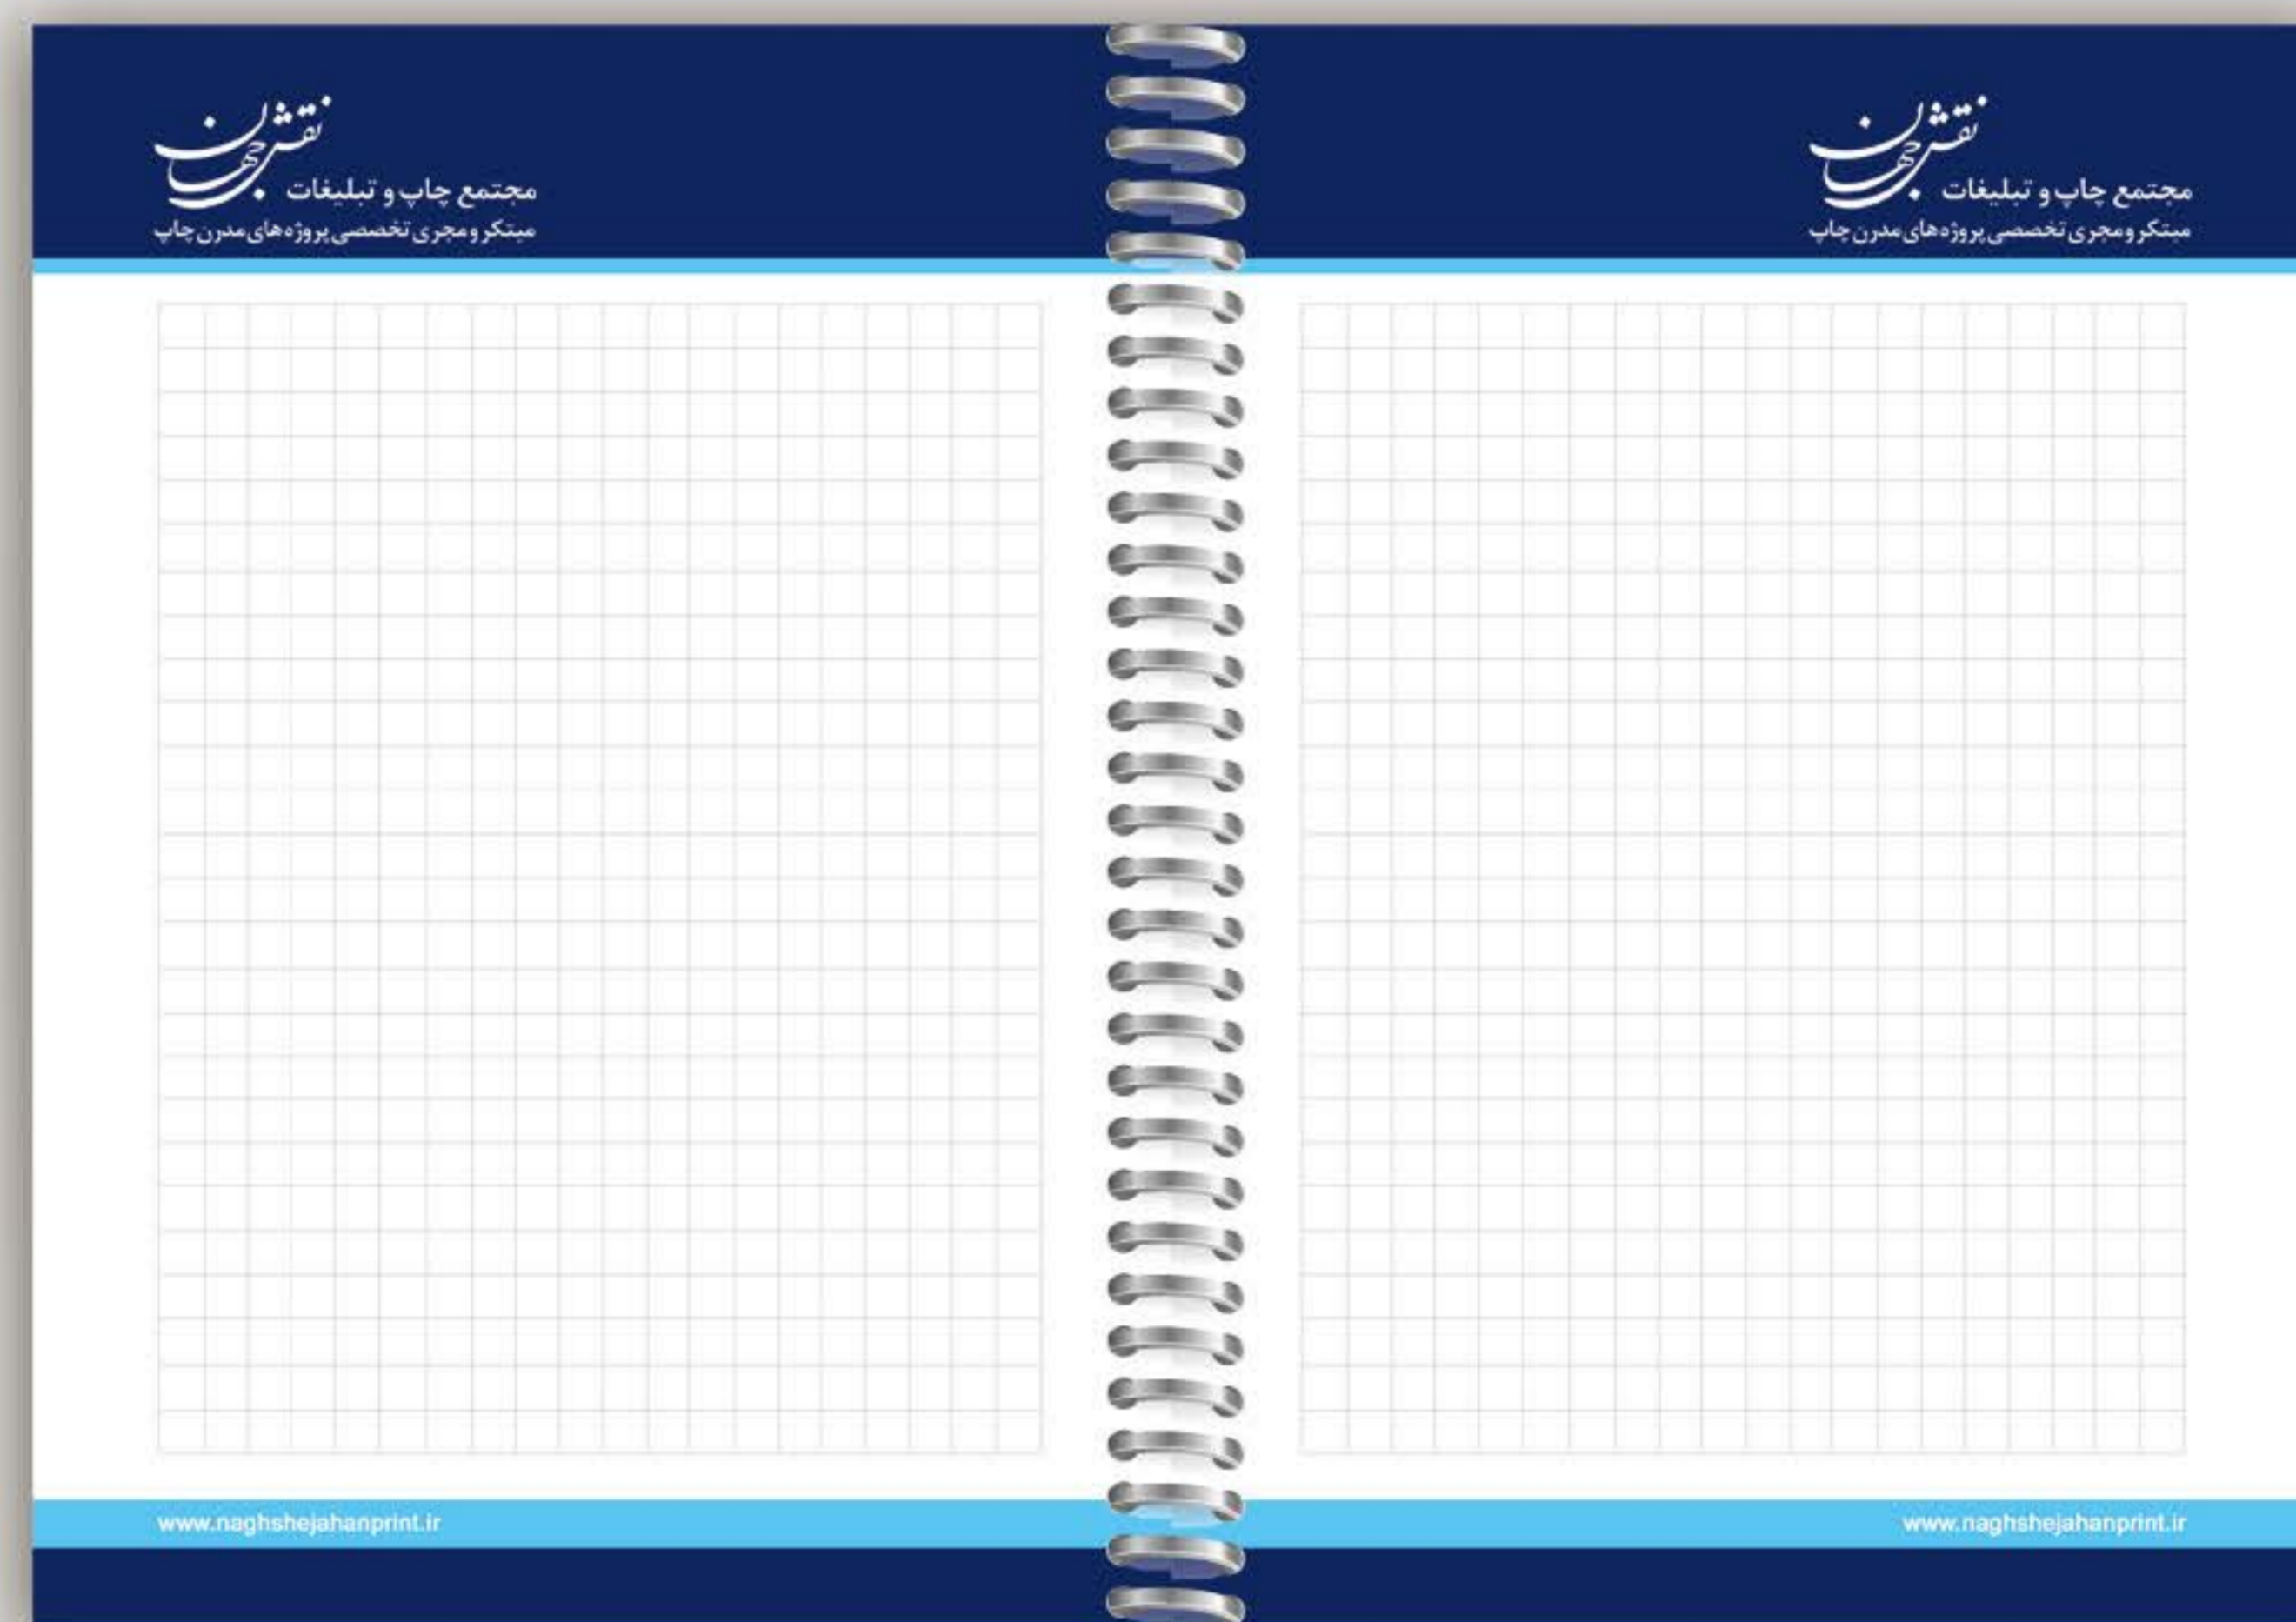 نقش جهان
مجتمع چاپ و تبلیغات
مبتکر و مجری تخصصی پروژه های مدرن چاپ
نقش جهان
مجتمع چاپ و تبلیغات
مبتکر و مجری تخصصی پروژه های مدرن چاپ
www.naghshejahanprint.ir
www.naghshejahanprint.ir